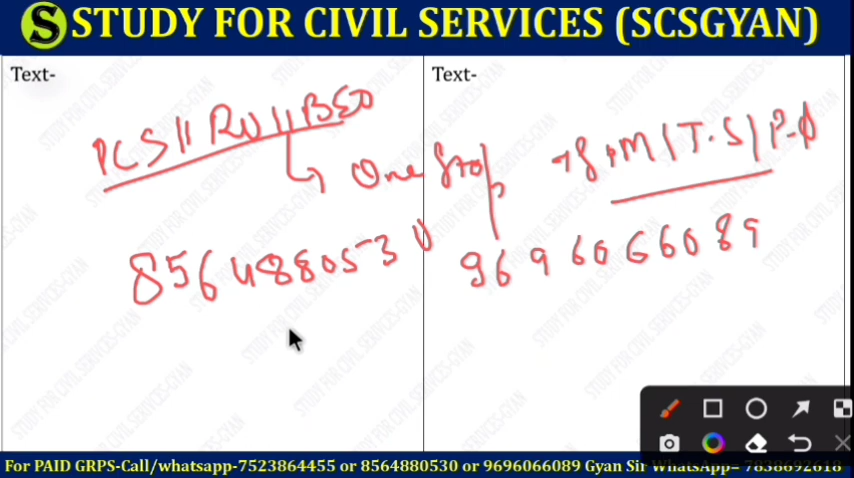 STUDY FOR CIVIL SERVICES (SCSGYAN)
Text-
Text-
PCS || RO || BEO
One Stop
M | T.S | P-
8564880530
9696066089
For PAID GRPS-Call/whatsapp-7523864455 or 8564880530 or 9696066089 Gyan Sir WhatsApp= 7838692618